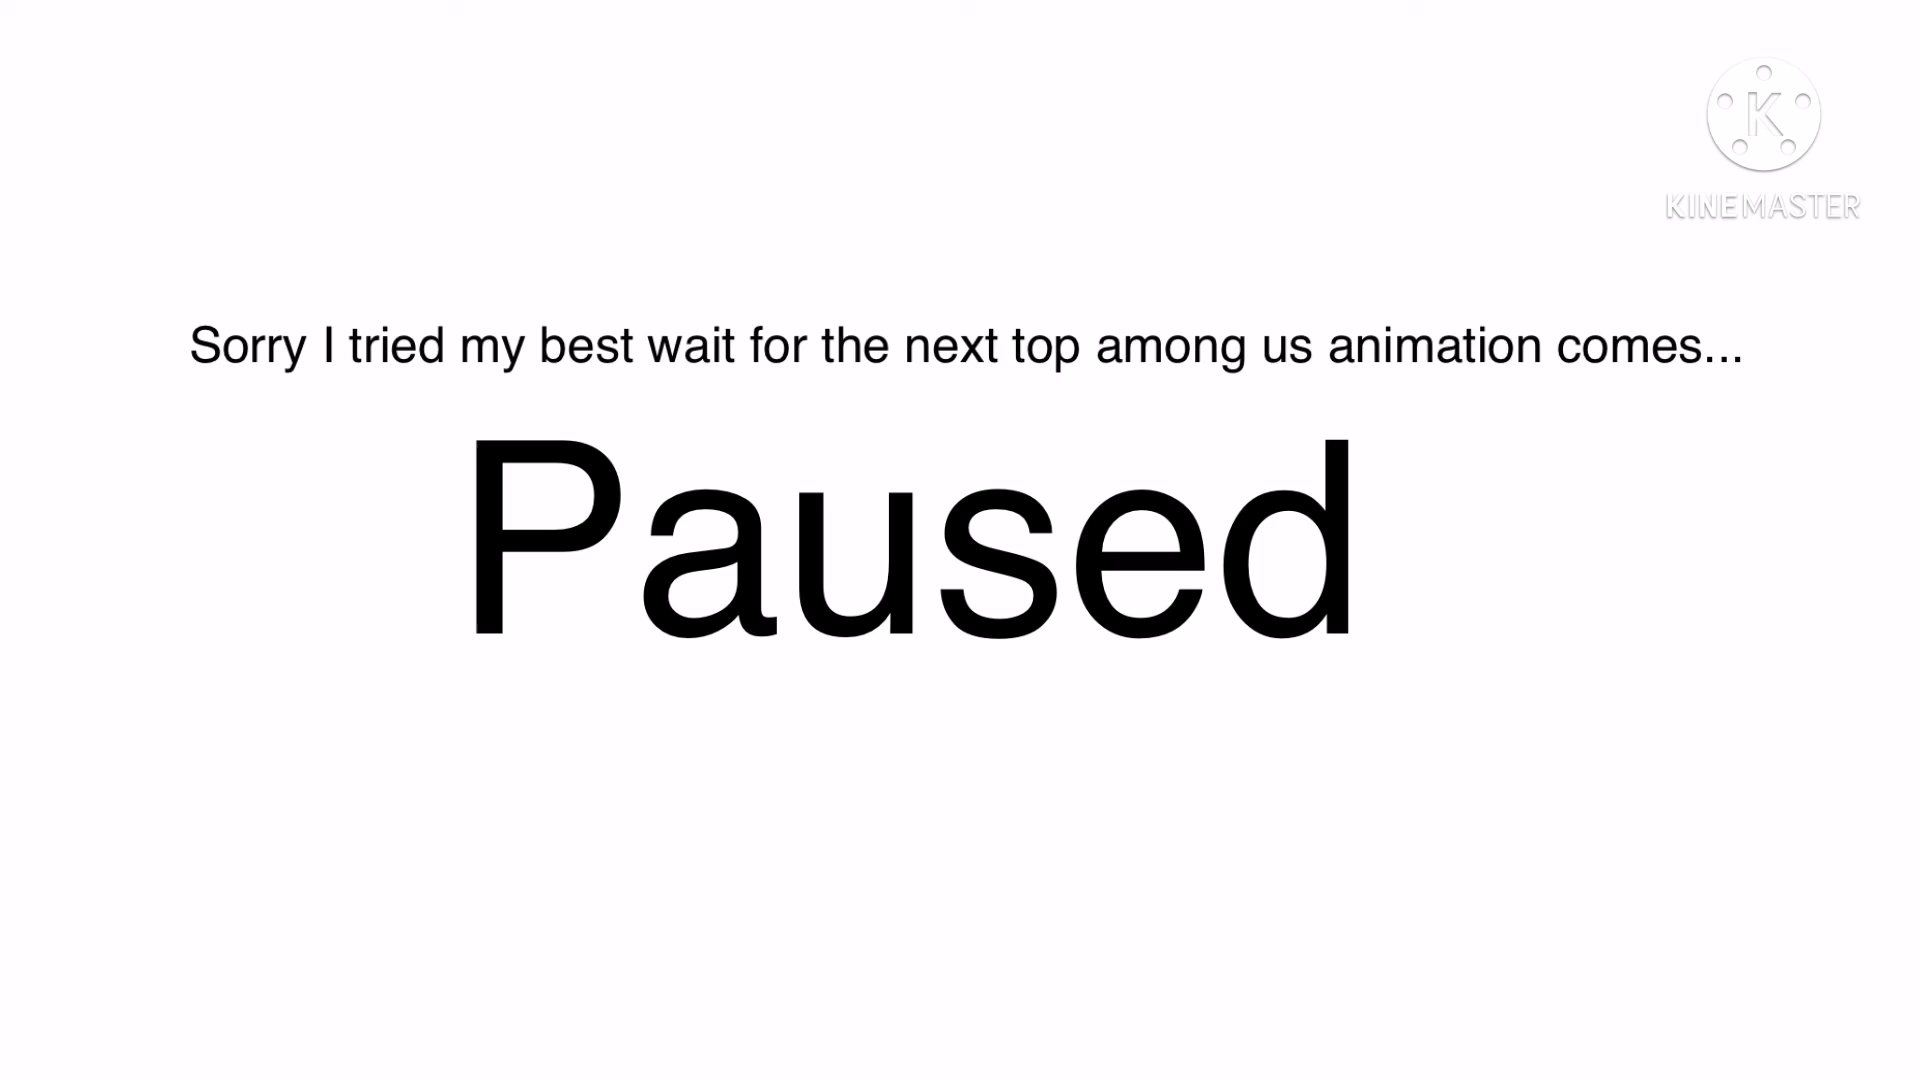 K
KINEMASTER
Sorry I tried my best wait for the next top among us animation comes...
Paused